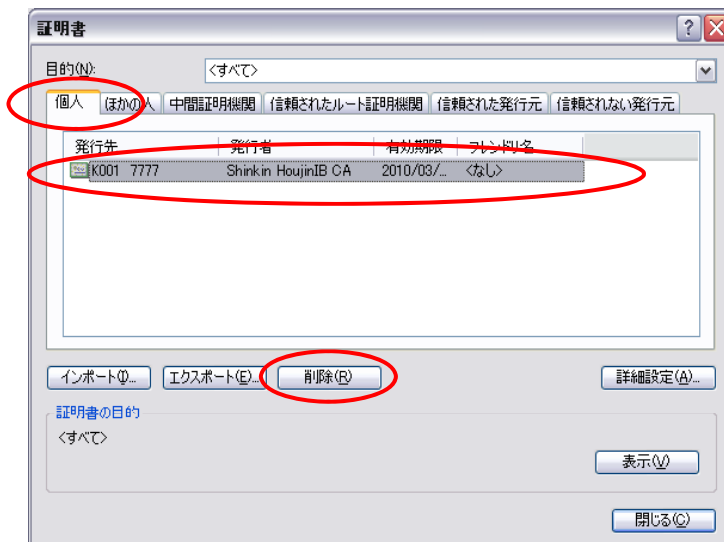 証明書
目的(N): <すべて>
個人 ほかの人 中間証明機関 信頼されたルート証明機関 信頼された発行元 信頼されない発行元
発行先 発行者 有効期限 フレンドリ名
K001 7777 Shinkin HoujinIB CA 2010/03/... <なし>
インポート(I)... エクスポート(E)... 削除(R) 詳細設定(A)...
証明書の目的
<すべて>
表示(V)
閉じる(C)